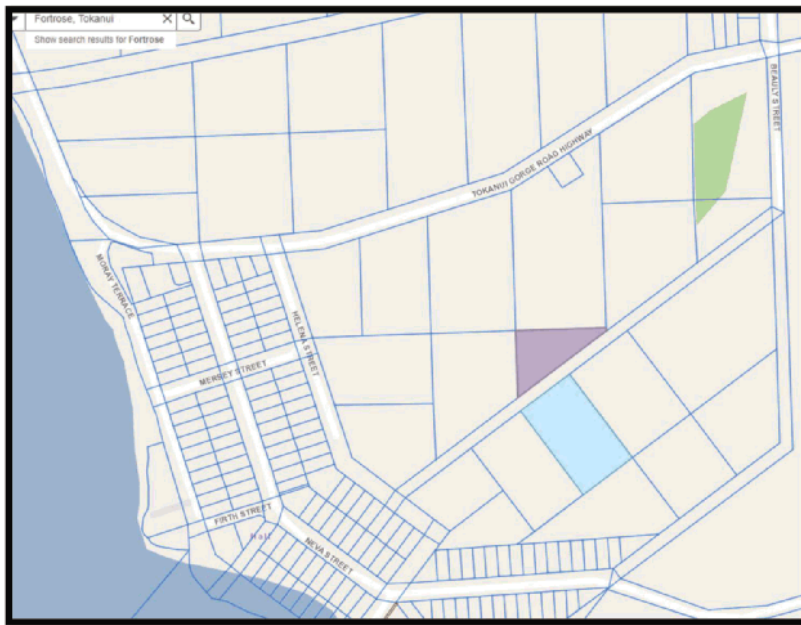 Fortrose, Tokanui
Show search results for Fortrose
BEAULY STREET
TOKANUI GORGE ROAD HIGHWAY
MORAY TERRACE
HELENA STREET
MERSEY STREET
FIRTH STREET
Hall
NEVA STREET